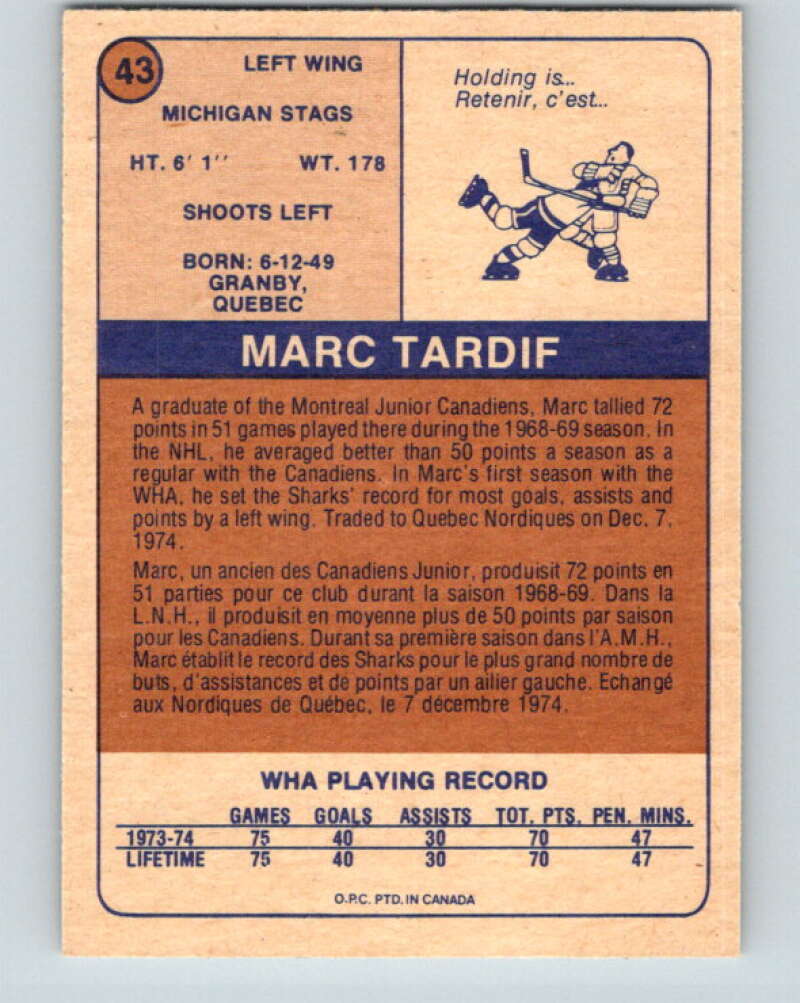 43
LEFT WING
MICHIGAN STAGS
HT. 6' 1'' WT. 178
SHOOTS LEFT
BORN: 6-12-49
GRANBY,
QUEBEC
Holding is...
Retenir, c'est...
MARC TARDIF
A graduate of the Montreal Junior Canadiens, Marc tallied 72
points in 51 games played there during the 1968-69 season. In
the NHL, he averaged better than 50 points a season as a
regular with the Canadiens. In Marc's first season with the
WHA, he set the Sharks' record for most goals, assists and
points by a left wing. Traded to Quebec Nordiques on Dec. 7,
1974.
Marc, un ancien des Canadiens Junior, produisit 72 points en
51 parties pour ce club durant la saison 1968-69. Dans la
L.N.H., il produisit en moyenne plus de 50 points par saison
pour les Canadiens. Durant sa première saison dans l'A.M.H.,
Marc établit le record des Sharks pour le plus grand nombre de
buts, d'assistances et de points par un ailier gauche. Echangé
aux Nordiques de Québec, le 7 décembre 1974.
WHA PLAYING RECORD
GAMES GOALS ASSISTS TOT. PTS. PEN. MINS.
1973-74 75 40 30 70 47
LIFETIME 75 40 30 70 47
O.P.C. PTD. IN CANADA